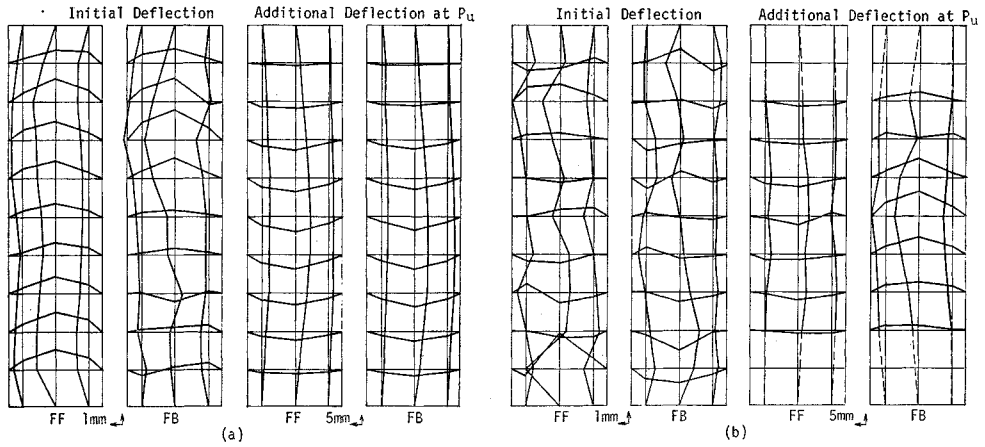 Initial Deflection Additional Deflection at Pu Initial Deflection Additional Deflection at Pu
FF 1mm FB FF 5mm FB FF 1mm FB FF 5mm FB
(a) (b)